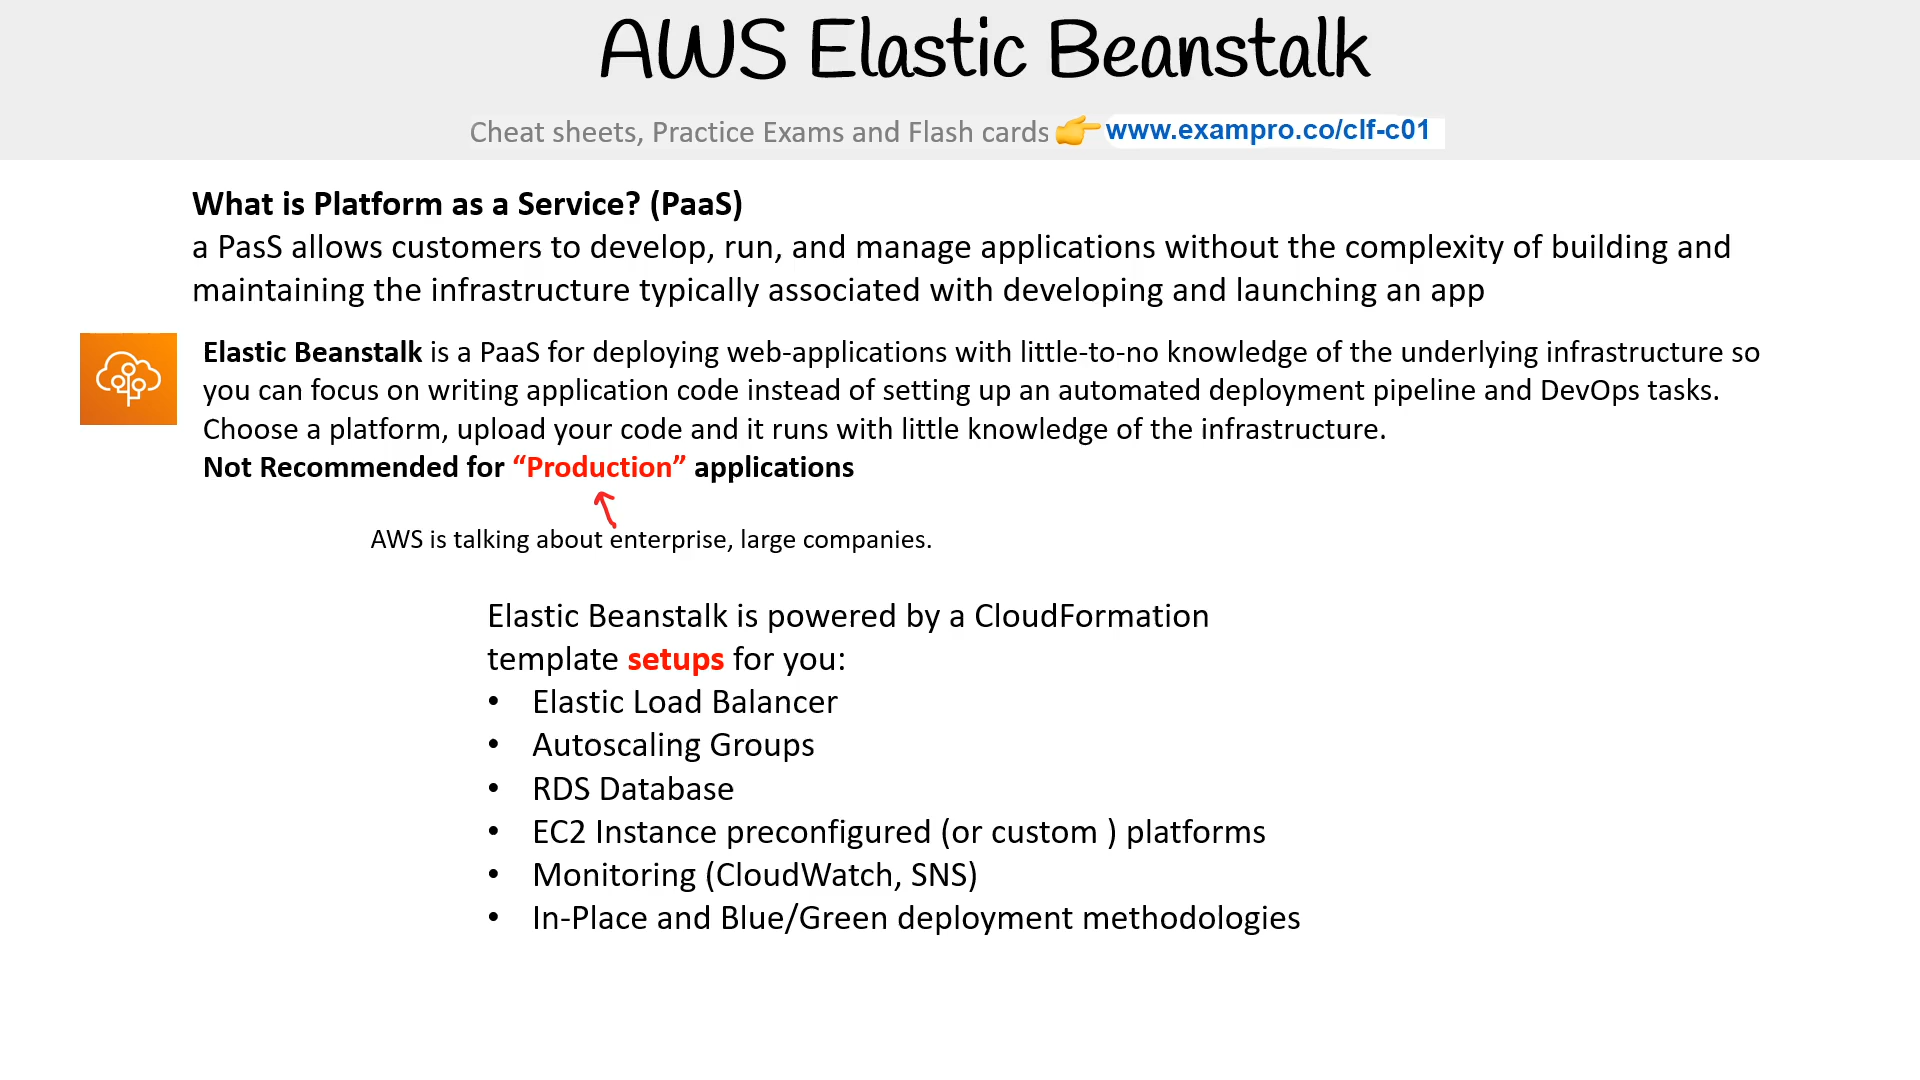 AWS Elastic Beanstalk
Cheat sheets, Practice Exams and Flash cards 👉 www.exampro.co/clf-c01
What is Platform as a Service? (PaaS)
a PasS allows customers to develop, run, and manage applications without the complexity of building and
maintaining the infrastructure typically associated with developing and launching an app
Elastic Beanstalk is a PaaS for deploying web-applications with little-to-no knowledge of the underlying infrastructure so
you can focus on writing application code instead of setting up an automated deployment pipeline and DevOps tasks.
Choose a platform, upload your code and it runs with little knowledge of the infrastructure.
Not Recommended for “Production” applications
AWS is talking about enterprise, large companies.
Elastic Beanstalk is powered by a CloudFormation
template setups for you:
• Elastic Load Balancer
• Autoscaling Groups
• RDS Database
• EC2 Instance preconfigured (or custom ) platforms
• Monitoring (CloudWatch, SNS)
• In-Place and Blue/Green deployment methodologies